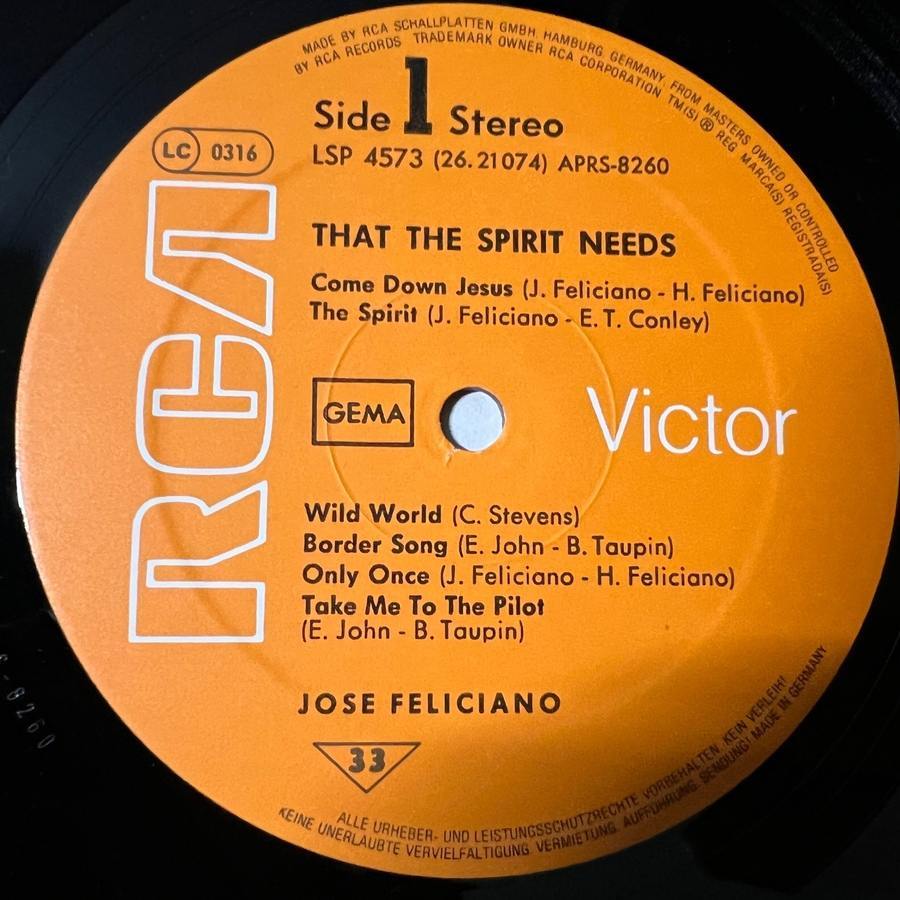 MADE BY RCA SCHALLPLATTEN GMBH, HAMBURG, GERMANY, FROM MASTERS OWNED OR CONTROLLED
BY RCA RECORDS TRADEMARK OWNER RCA CORPORATION TM(S) ® REG MARCA(S) REGISTRADA(S)
Side 1 Stereo
LC 0316
LSP 4573 (26.21074) APRS-8260
RCA
THAT THE SPIRIT NEEDS
Come Down Jesus (J. Feliciano - H. Feliciano)
The Spirit (J. Feliciano - E. T. Conley)
GEMA
Victor
Wild World (C. Stevens)
Border Song (E. John - B. Taupin)
Only Once (J. Feliciano - H. Feliciano)
Take Me To The Pilot
(E. John - B. Taupin)
JOSE FELICIANO
33
ALLE URHEBER- UND LEISTUNGSSCHUTZRECHTE VORBEHALTEN. KEIN VERLEIH!
KEINE UNERLAUBTE VERVIELFÄLTIGUNG, VERMIETUNG, AUFFÜHRUNG, SENDUNG! MADE IN GERMANY
-8260